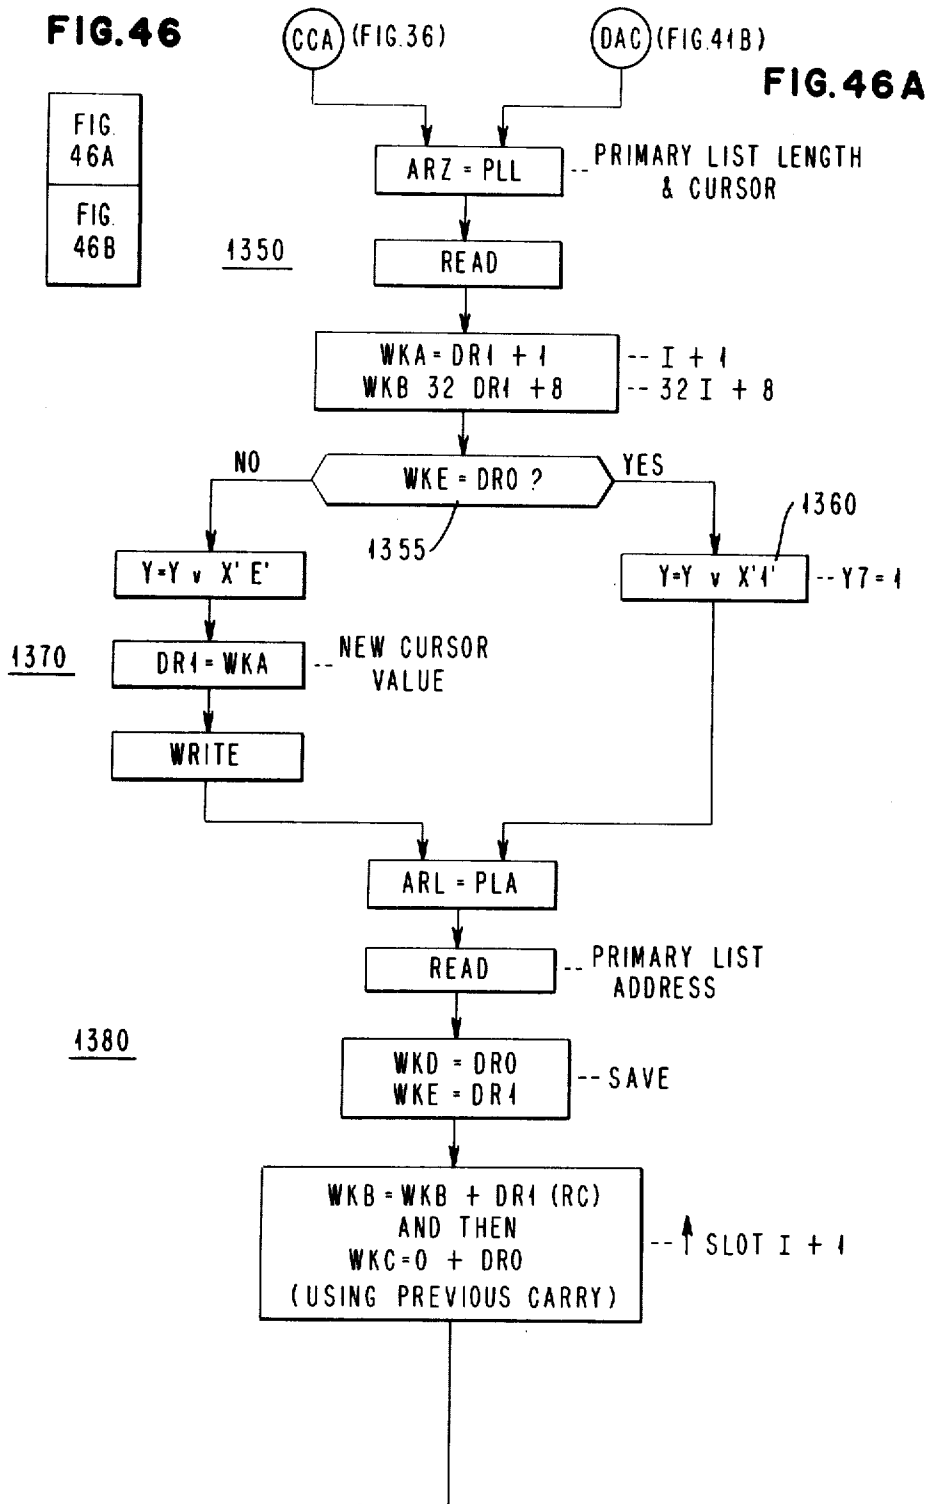 FIG.46
CCA (FIG.36)
DAC (FIG.41B)
FIG.46A
FIG.
46A
FIG.
46B
ARZ = PLL -- PRIMARY LIST LENGTH
& CURSOR
1350
READ
WKA = DR1 + 1 -- I + 1
WKB 32 DR1 +8 -- 32 I + 8
NO
WKE = DR0 ?
YES
1355
1360
Y=Y v X' E'
Y=Y v X'1' -- Y7=1
1370
DR1 = WKA -- NEW CURSOR
VALUE
WRITE
ARL = PLA
READ -- PRIMARY LIST
ADDRESS
1380
WKD = DR0
WKE = DR1
-- SAVE
WKB = WKB + DR1 (RC)
AND THEN
WKC=0 + DR0
(USING PREVIOUS CARRY)
-- ↑ SLOT I + 1